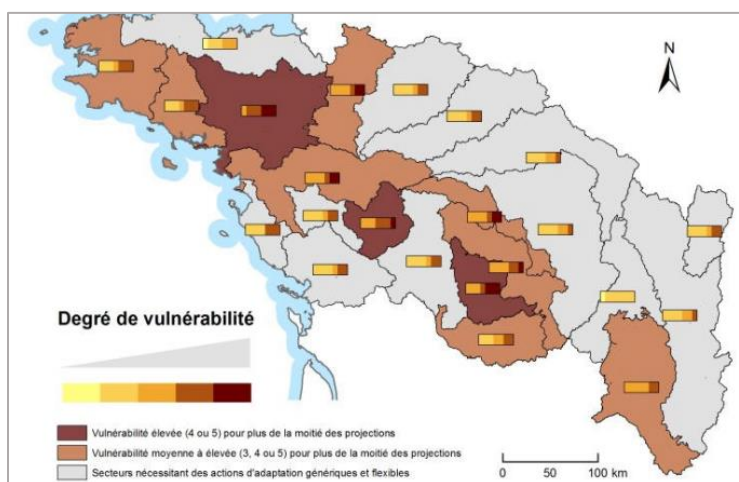 N
Degré de vulnérabilité
Vulnérabilité élevée (4 ou 5) pour plus de la moitié des projections
Vulnérabilité moyenne à élevée (3, 4 ou 5) pour plus de la moitié des projections
Secteurs nécessitant des actions d'adaptation génériques et flexibles
0 50 100 km